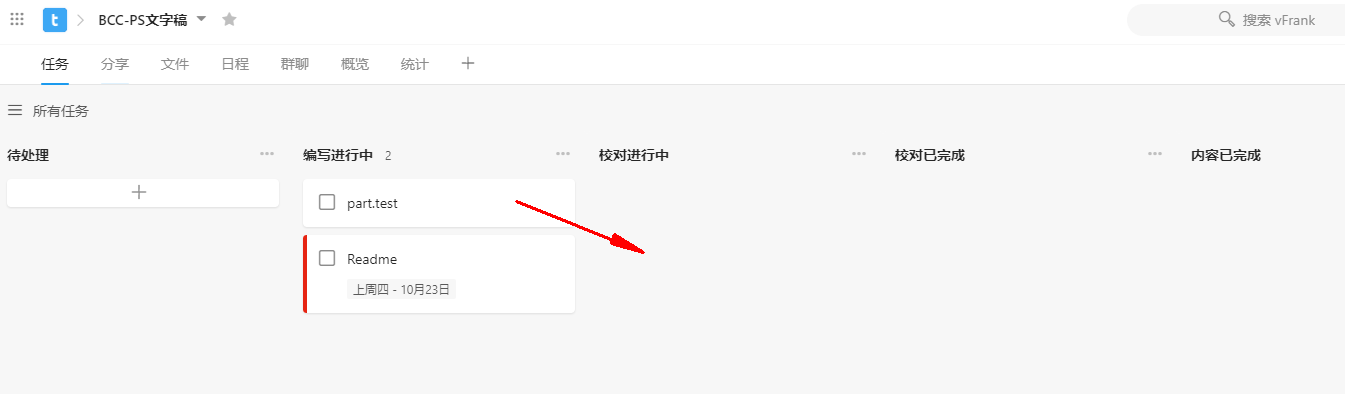 t BCC-PS文字稿 搜索 vFrank
任务 分享 文件 日程 群聊 概览 统计
所有任务
待处理 编写进行中 2 校对进行中 校对已完成 内容已完成
part.test
Readme
上周四 - 10月23日